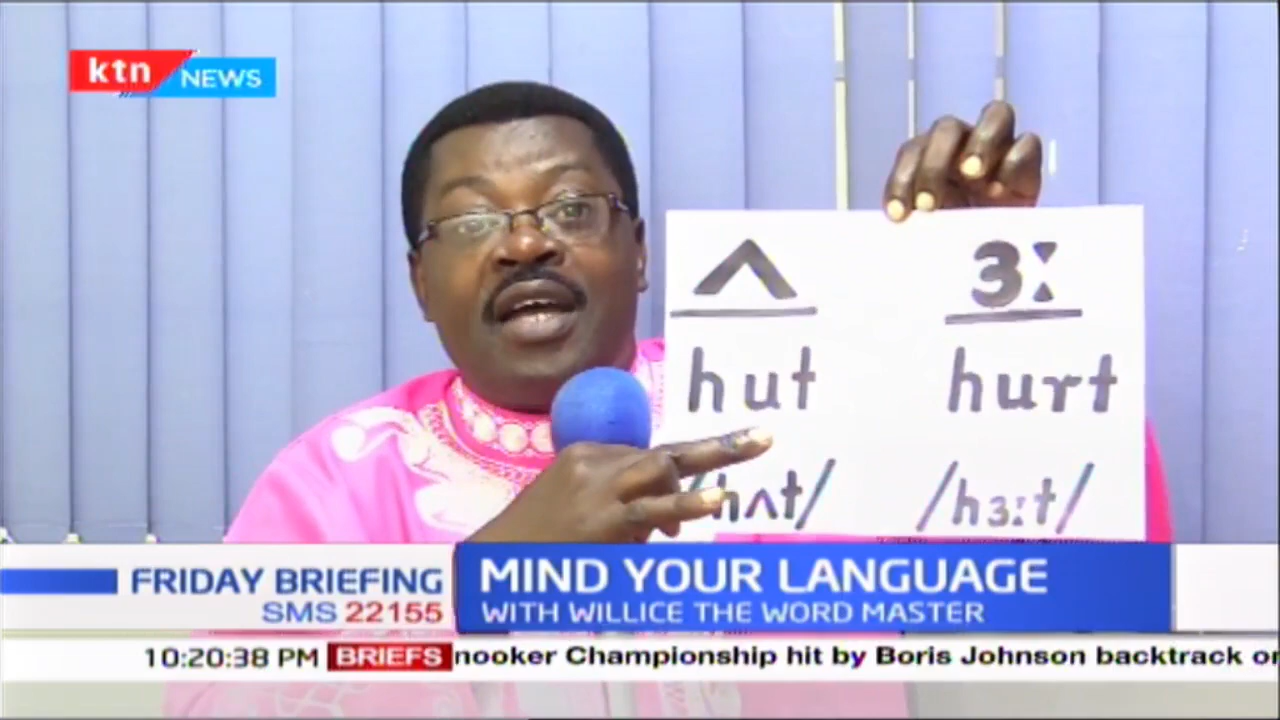 ktn NEWS
ʌ ɜː
hut hurt
/hʌt/ /hɜːt/
FRIDAY BRIEFING
SMS 22155
MIND YOUR LANGUAGE
WITH WILLICE THE WORD MASTER
10:20:38 PM BRIEFS nooker Championship hit by Boris Johnson backtrack o